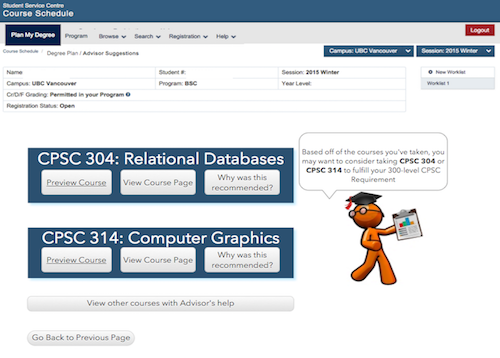 Student Service Centre
Course Schedule
Logout
Plan My Degree Program Browse Search Registration Help
Course Schedule / Degree Plan / Advisor Suggestions
Campus: UBC Vancouver Session: 2015 Winter
Name Student #: Session: 2015 Winter
Campus: UBC Vancouver Program: BSC Year Level:
Cr/D/F Grading: Permitted in your Program
Registration Status: Open
New Worklist
Worklist 1
Based off of the courses you've taken, you
may want to consider taking CPSC 304 or
CPSC 314 to fulfill your 300-level CPSC
Requirement
CPSC 304: Relational Databases
Preview Course
View Course Page
Why was this
recommended?
CPSC 314: Computer Graphics
Preview Course
View Course Page
Why was this
recommended?
View other courses with Advisor's help
Go Back to Previous Page